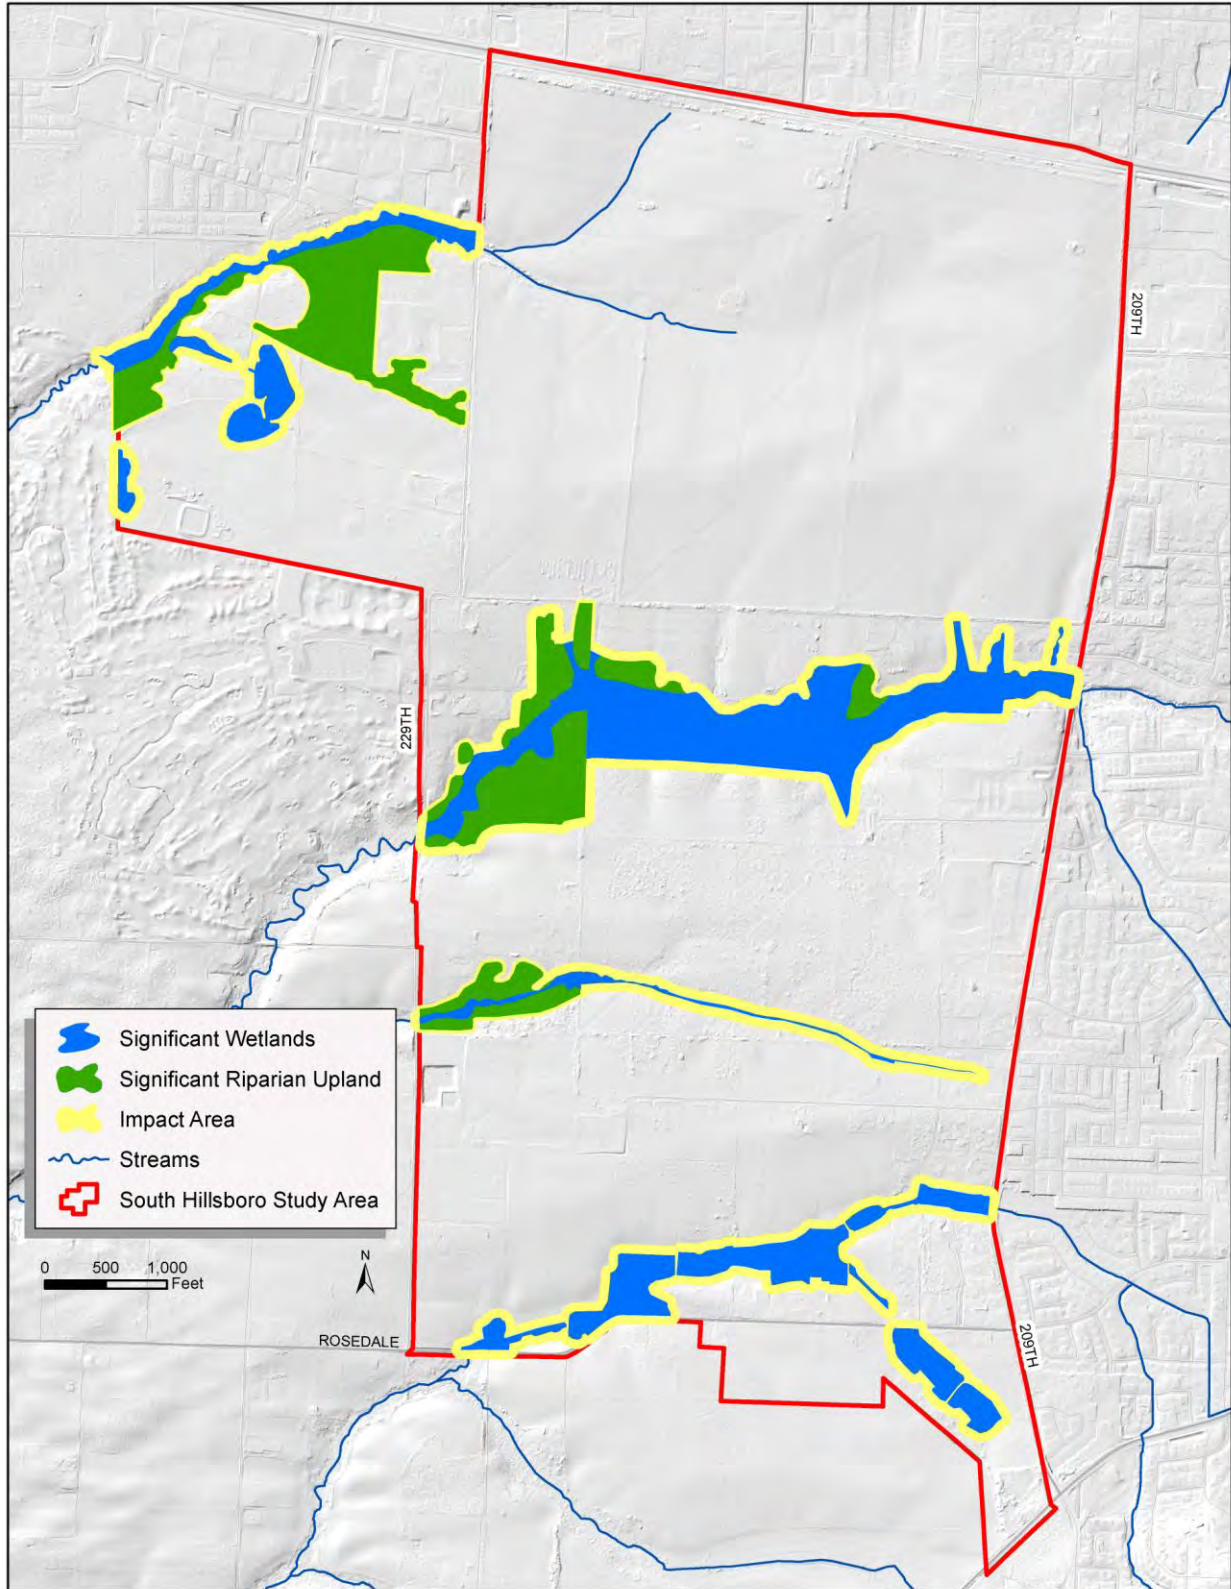 209TH
229TH
Significant Wetlands
Significant Riparian Upland
Impact Area
Streams
South Hillsboro Study Area
N
0 500 1,000
Feet
ROSEDALE
209TH